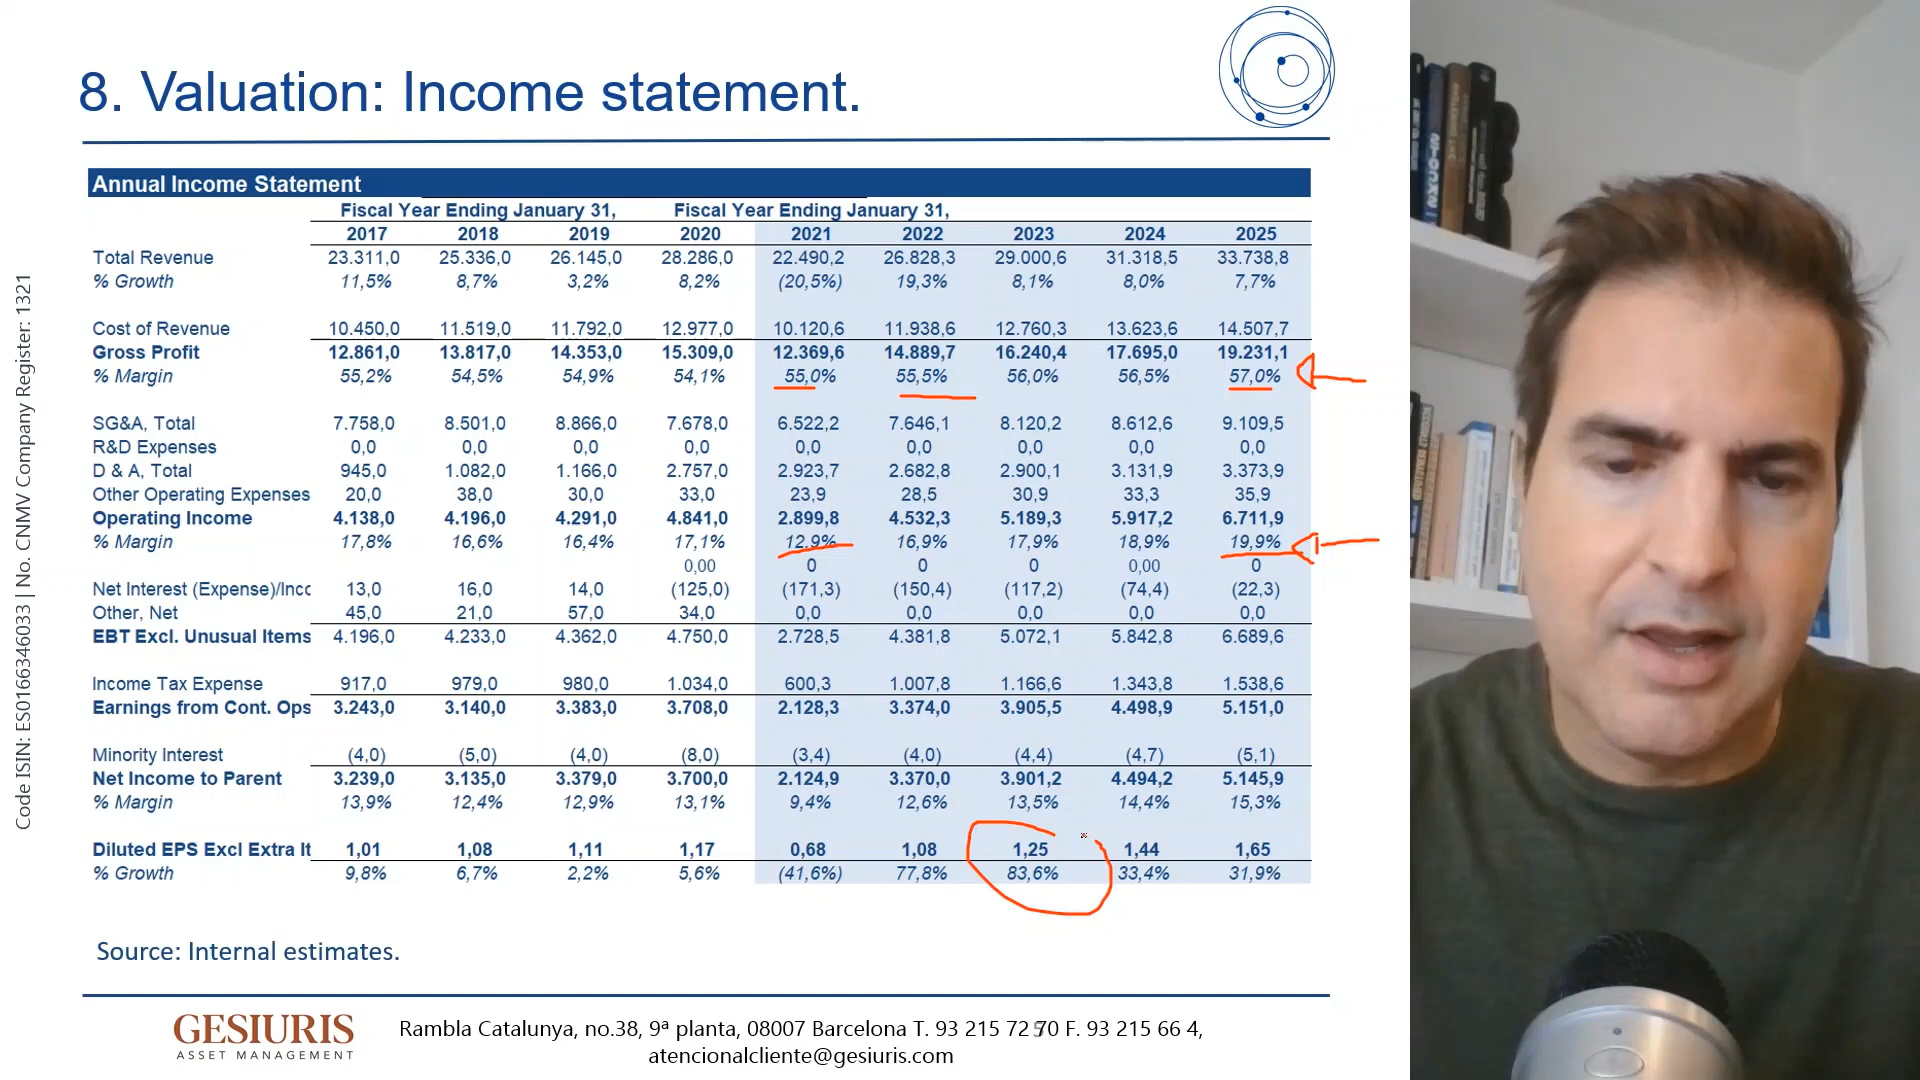 8. Valuation: Income statement.
Annual Income Statement
Fiscal Year Ending January 31, Fiscal Year Ending January 31,
2017 2018 2019 2020 2021 2022 2023 2024 2025
Total Revenue 23.311,0 25.336,0 26.145,0 28.286,0 22.490,2 26.828,3 29.000,6 31.318,5 33.738,8
% Growth 11,5% 8,7% 3,2% 8,2% (20,5%) 19,3% 8,1% 8,0% 7,7%
Cost of Revenue 10.450,0 11.519,0 11.792,0 12.977,0 10.120,6 11.938,6 12.760,3 13.623,6 14.507,7
Gross Profit 12.861,0 13.817,0 14.353,0 15.309,0 12.369,6 14.889,7 16.240,4 17.695,0 19.231,1
% Margin 55,2% 54,5% 54,9% 54,1% 55,0% 55,5% 56,0% 56,5% 57,0%
SG&A, Total 7.758,0 8.501,0 8.866,0 7.678,0 6.522,2 7.646,1 8.120,2 8.612,6 9.109,5
R&D Expenses 0,0 0,0 0,0 0,0 0,0 0,0 0,0 0,0 0,0
D & A, Total 945,0 1.082,0 1.166,0 2.757,0 2.923,7 2.682,8 2.900,1 3.131,9 3.373,9
Other Operating Expenses 20,0 38,0 30,0 33,0 23,9 28,5 30,9 33,3 35,9
Operating Income 4.138,0 4.196,0 4.291,0 4.841,0 2.899,8 4.532,3 5.189,3 5.917,2 6.711,9
% Margin 17,8% 16,6% 16,4% 17,1% 12,9% 16,9% 17,9% 18,9% 19,9%
0,00 0 0 0 0,00 0
Net Interest (Expense)/Inco 13,0 16,0 14,0 (125,0) (171,3) (150,4) (117,2) (74,4) (22,3)
Other, Net 45,0 21,0 57,0 34,0 0,0 0,0 0,0 0,0 0,0
EBT Excl. Unusual Items 4.196,0 4.233,0 4.362,0 4.750,0 2.728,5 4.381,8 5.072,1 5.842,8 6.689,6
Income Tax Expense 917,0 979,0 980,0 1.034,0 600,3 1.007,8 1.166,6 1.343,8 1.538,6
Earnings from Cont. Ops 3.243,0 3.140,0 3.383,0 3.708,0 2.128,3 3.374,0 3.905,5 4.498,9 5.151,0
Minority Interest (4,0) (5,0) (4,0) (8,0) (3,4) (4,0) (4,4) (4,7) (5,1)
Net Income to Parent 3.239,0 3.135,0 3.379,0 3.700,0 2.124,9 3.370,0 3.901,2 4.494,2 5.145,9
% Margin 13,9% 12,4% 12,9% 13,1% 9,4% 12,6% 13,5% 14,4% 15,3%
Diluted EPS Excl Extra It 1,01 1,08 1,11 1,17 0,68 1,08 1,25 1,44 1,65
% Growth 9,8% 6,7% 2,2% 5,6% (41,6%) 77,8% 83,6% 33,4% 31,9%
Source: Internal estimates.
GESIURIS
ASSET MANAGEMENT
Rambla Catalunya, no.38, 9ª planta, 08007 Barcelona T. 93 215 72 70 F. 93 215 66 4,
atencionalcliente@gesiuris.com
Code ISIN: ES0166346033 | No. CNMV Company Register: 1321